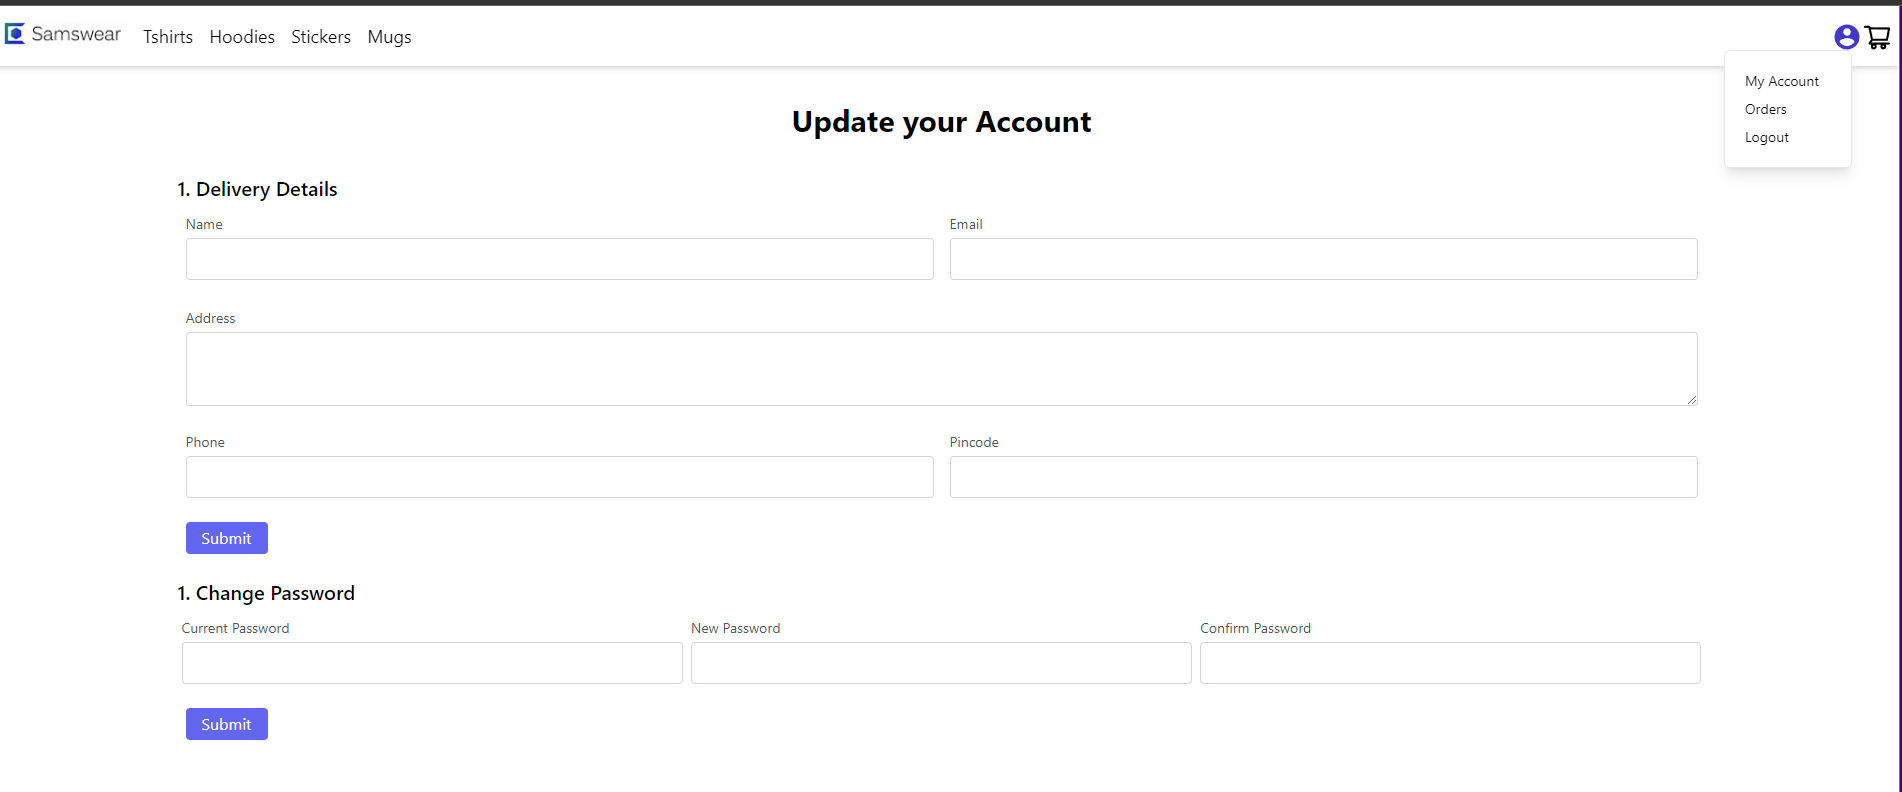 Samswear Tshirts Hoodies Stickers Mugs
My Account
Orders
Logout
Update your Account
1. Delivery Details
Name Email
Address
Phone Pincode
Submit
1. Change Password
Current Password New Password Confirm Password
Submit